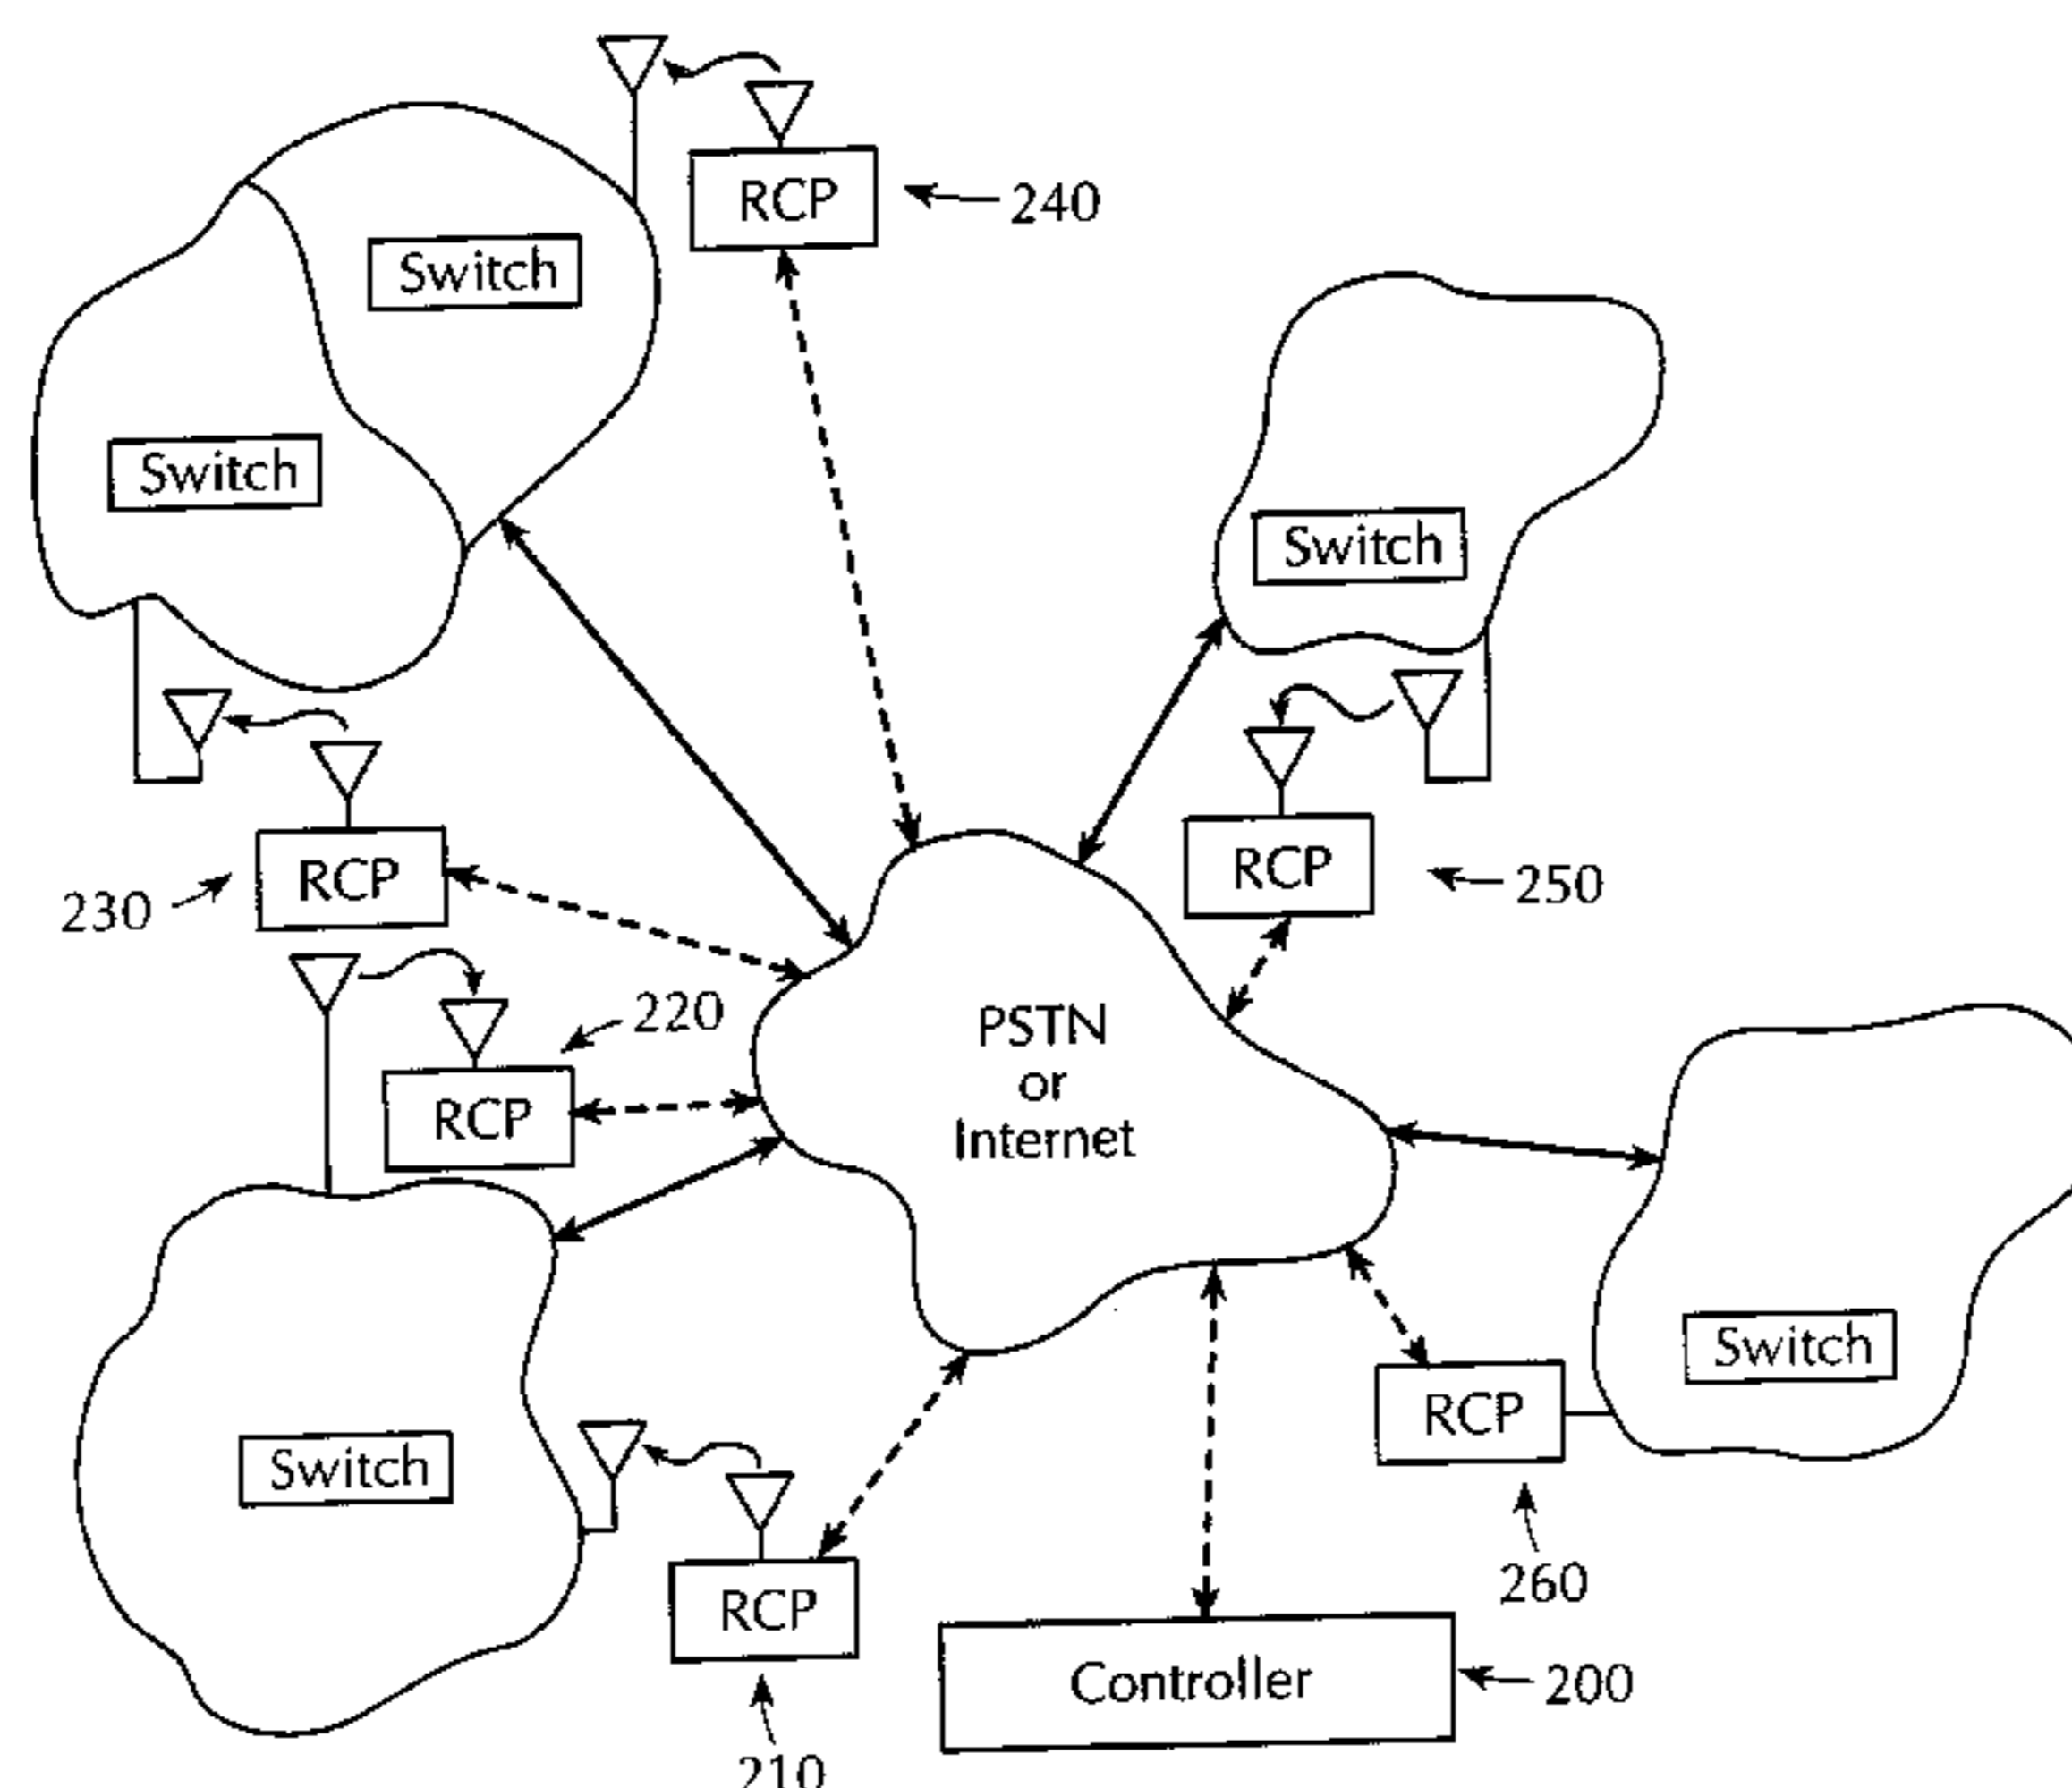 RCP
240
Switch
Switch
Switch
RCP
230
RCP
250
220
RCP
PSTN
or
Internet
Switch
RCP
Switch
RCP
260
Controller
200
210